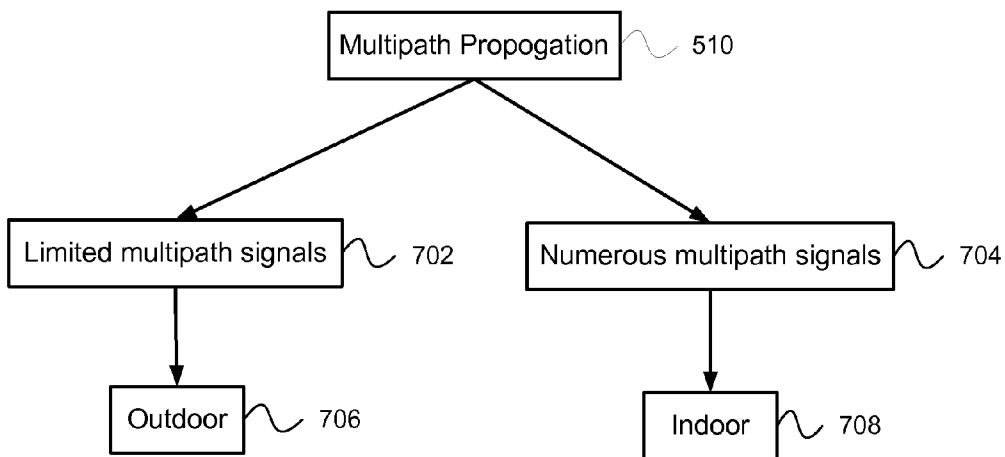 Multipath Propogation 510
Limited multipath signals 702
Numerous multipath signals 704
Outdoor 706
Indoor 708